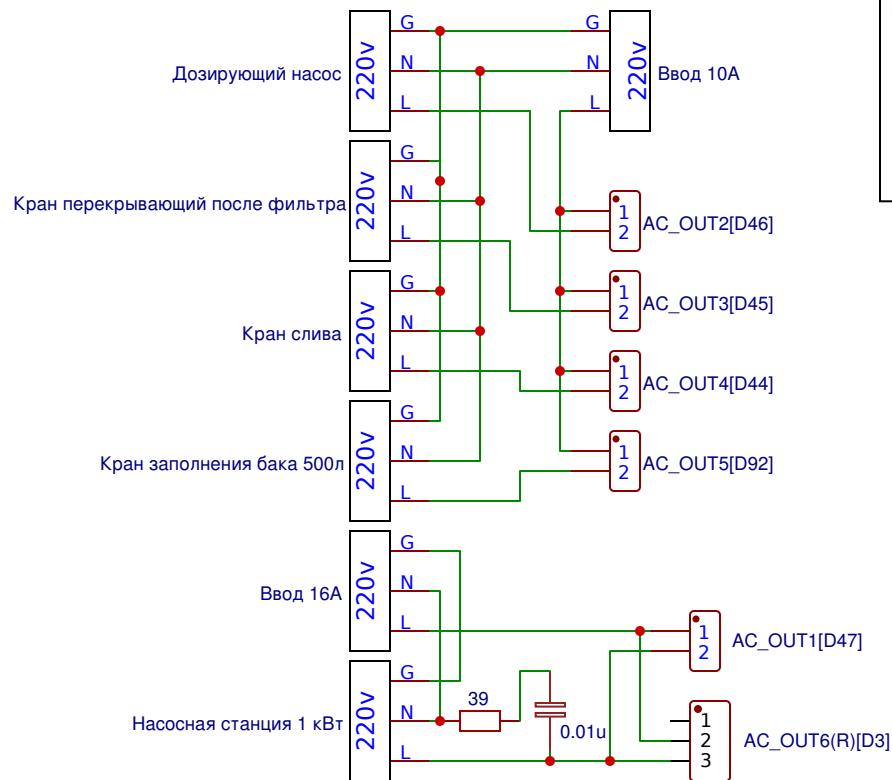 G
N
L
220v
Дозирующий насос
G
N
L
220v
Ввод 10А
G
N
L
220v
Кран перекрывающий после фильтра
1
2
AC_OUT2[D46]
G
N
L
220v
Кран слива
1
2
AC_OUT3[D45]
1
2
AC_OUT4[D44]
G
N
L
220v
Кран заполнения бака 500л
1
2
AC_OUT5[D92]
G
N
L
220v
Ввод 16А
1
2
AC_OUT1[D47]
G
N
L
220v
Насосная станция 1 кВт
39
0.01u
1
2
3
AC_OUT6(R)[D3]